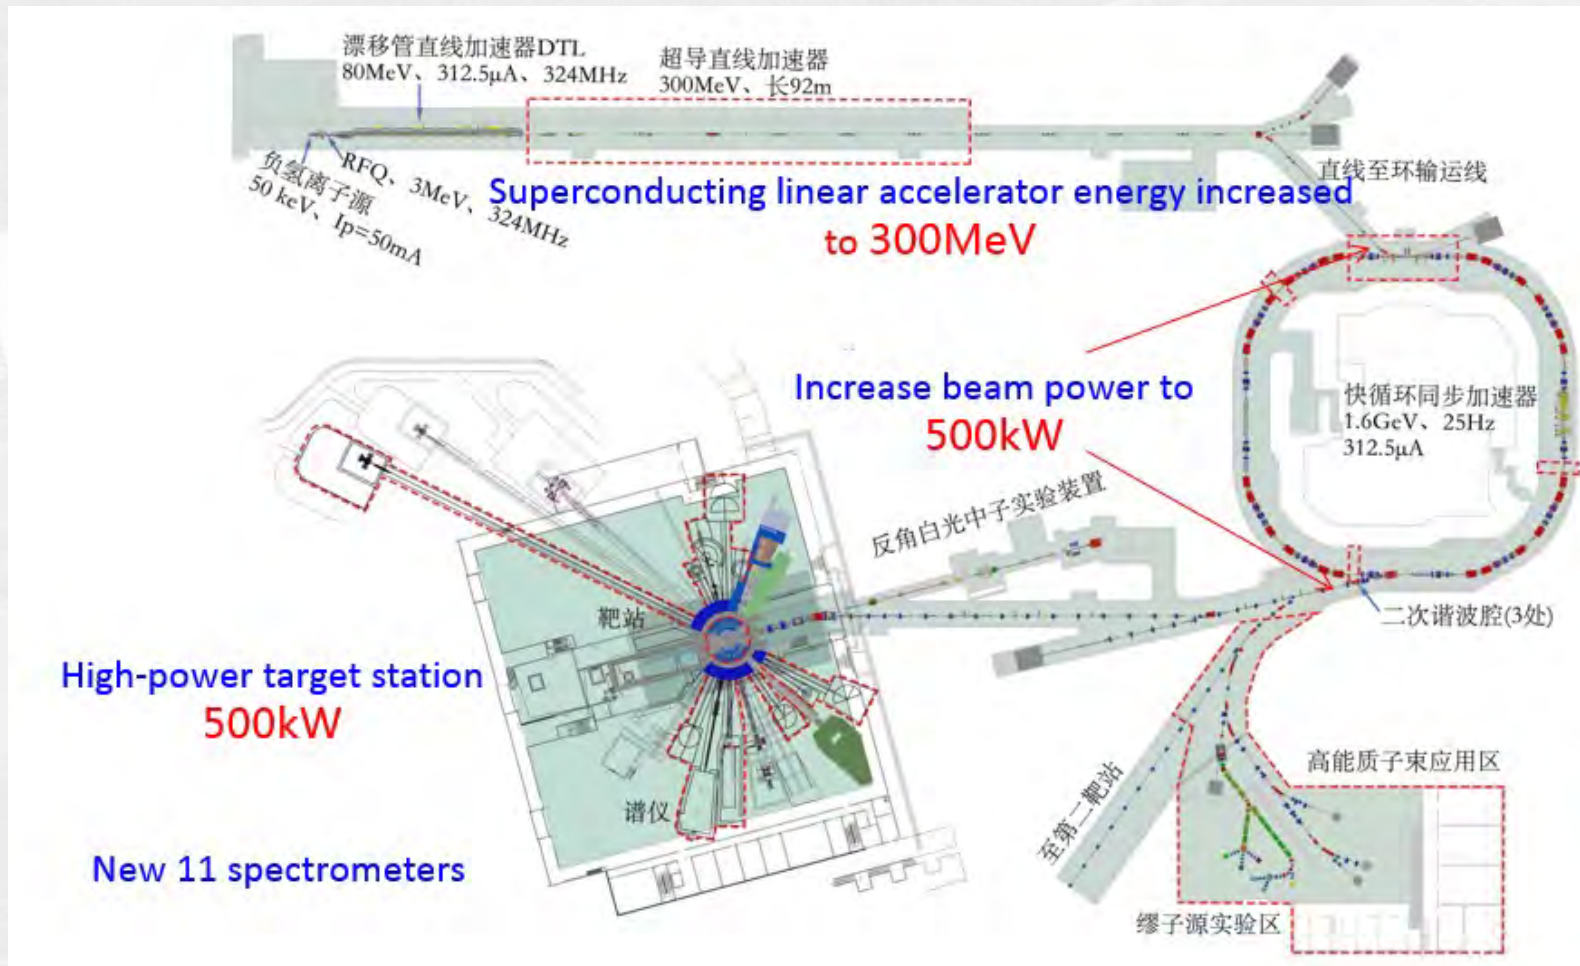 漂移管直线加速器DTL
80MeV、312.5μA、324MHz
超导直线加速器
300MeV、长92m
负氢离子源
50 keV、Ip=50mA
RFQ、3MeV、324MHz
Superconducting linear accelerator energy increased
to 300MeV
直线至环输运线
Increase beam power to
500kW
快循环同步加速器
1.6GeV、25Hz
312.5μA
反角白光中子实验装置
靶站
二次谐波腔(3处)
High-power target station
500kW
谱仪
至第二靶站
高能质子束应用区
New 11 spectrometers
缪子源实验区